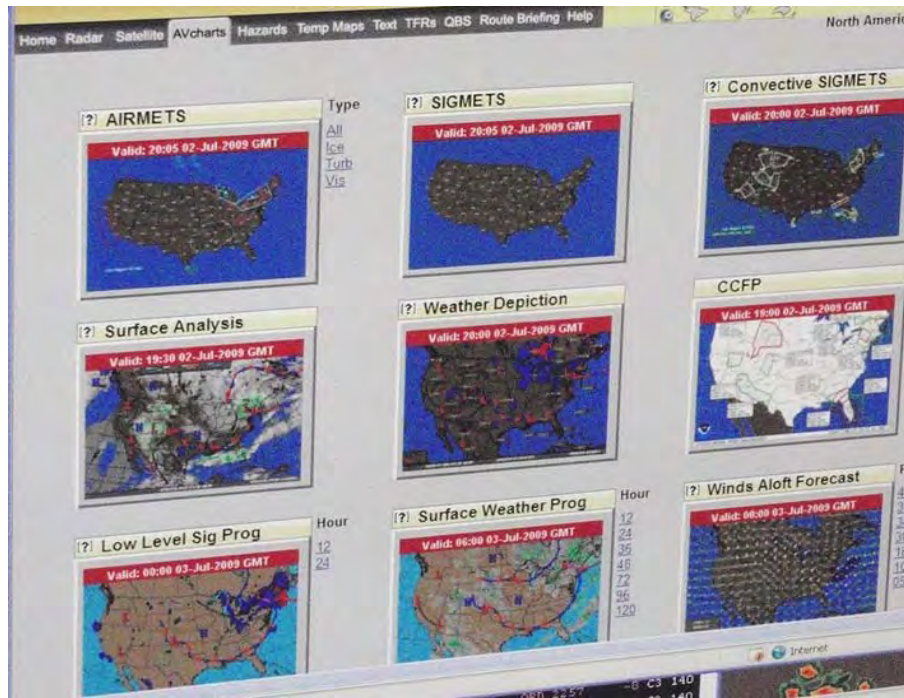 Home Radar Satellite AVcharts Hazards Temp Maps Text TFRs QBS Route Briefing Help
North Americ
[?] AIRMETS
Valid: 20:05 02-Jul-2009 GMT
Type
All
Ice
Turb
Vis
[?] SIGMETS
Valid: 20:05 02-Jul-2009 GMT
[?] Convective SIGMETS
Valid: 20:00 02-Jul-2009 GMT
[?] Surface Analysis
Valid: 19:30 02-Jul-2009 GMT
[?] Weather Depiction
Valid: 20:00 02-Jul-2009 GMT
CCFP
Valid: 19:00 02-Jul-2009 GMT
[?] Low Level Sig Prog
Valid: 00:00 03-Jul-2009 GMT
Hour
12
24
[?] Surface Weather Prog
Valid: 06:00 03-Jul-2009 GMT
Hour
12
24
36
48
72
96
120
[?] Winds Aloft Forecast
Valid: 00:00 03-Jul-2009 GMT
Internet
C3 140
140